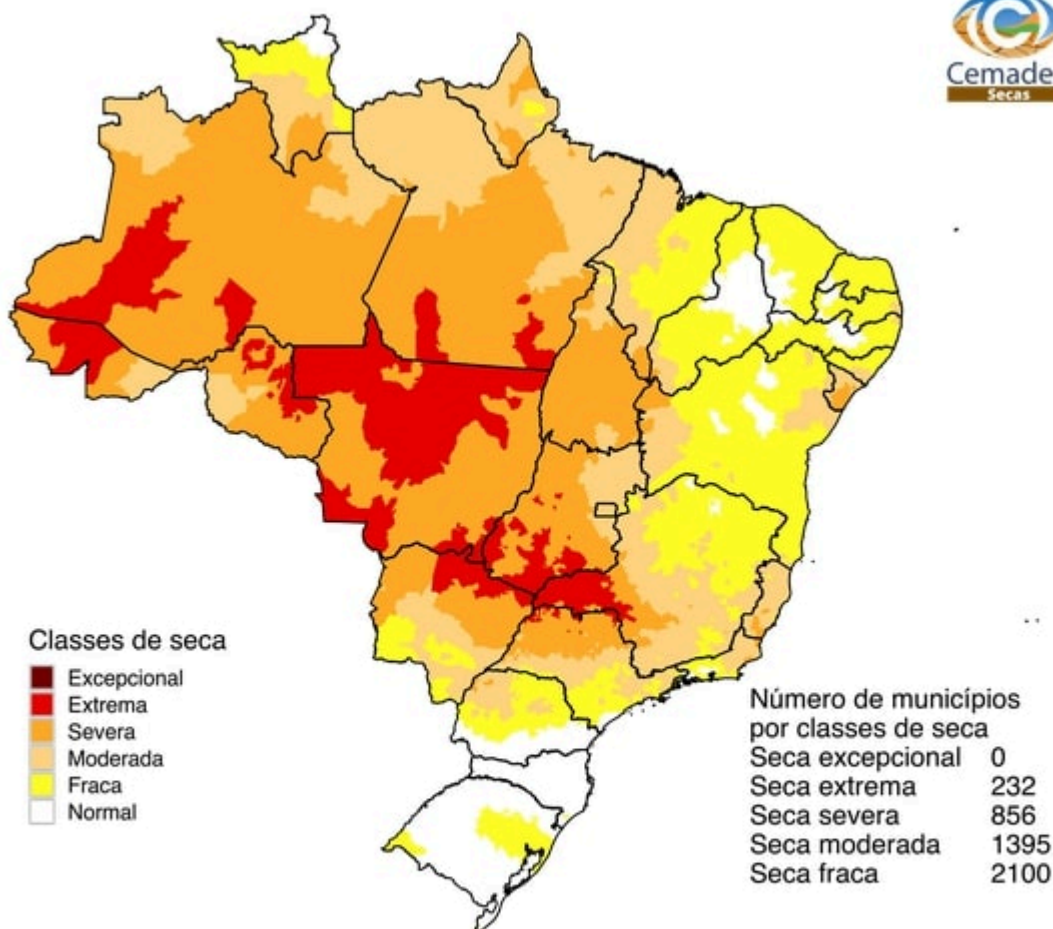 Cemade
Secas
Classes de seca
Excepcional
Extrema
Severa
Moderada
Fraca
Normal
Número de municípios
por classes de seca
Seca excepcional 0
Seca extrema 232
Seca severa 856
Seca moderada 1395
Seca fraca 2100